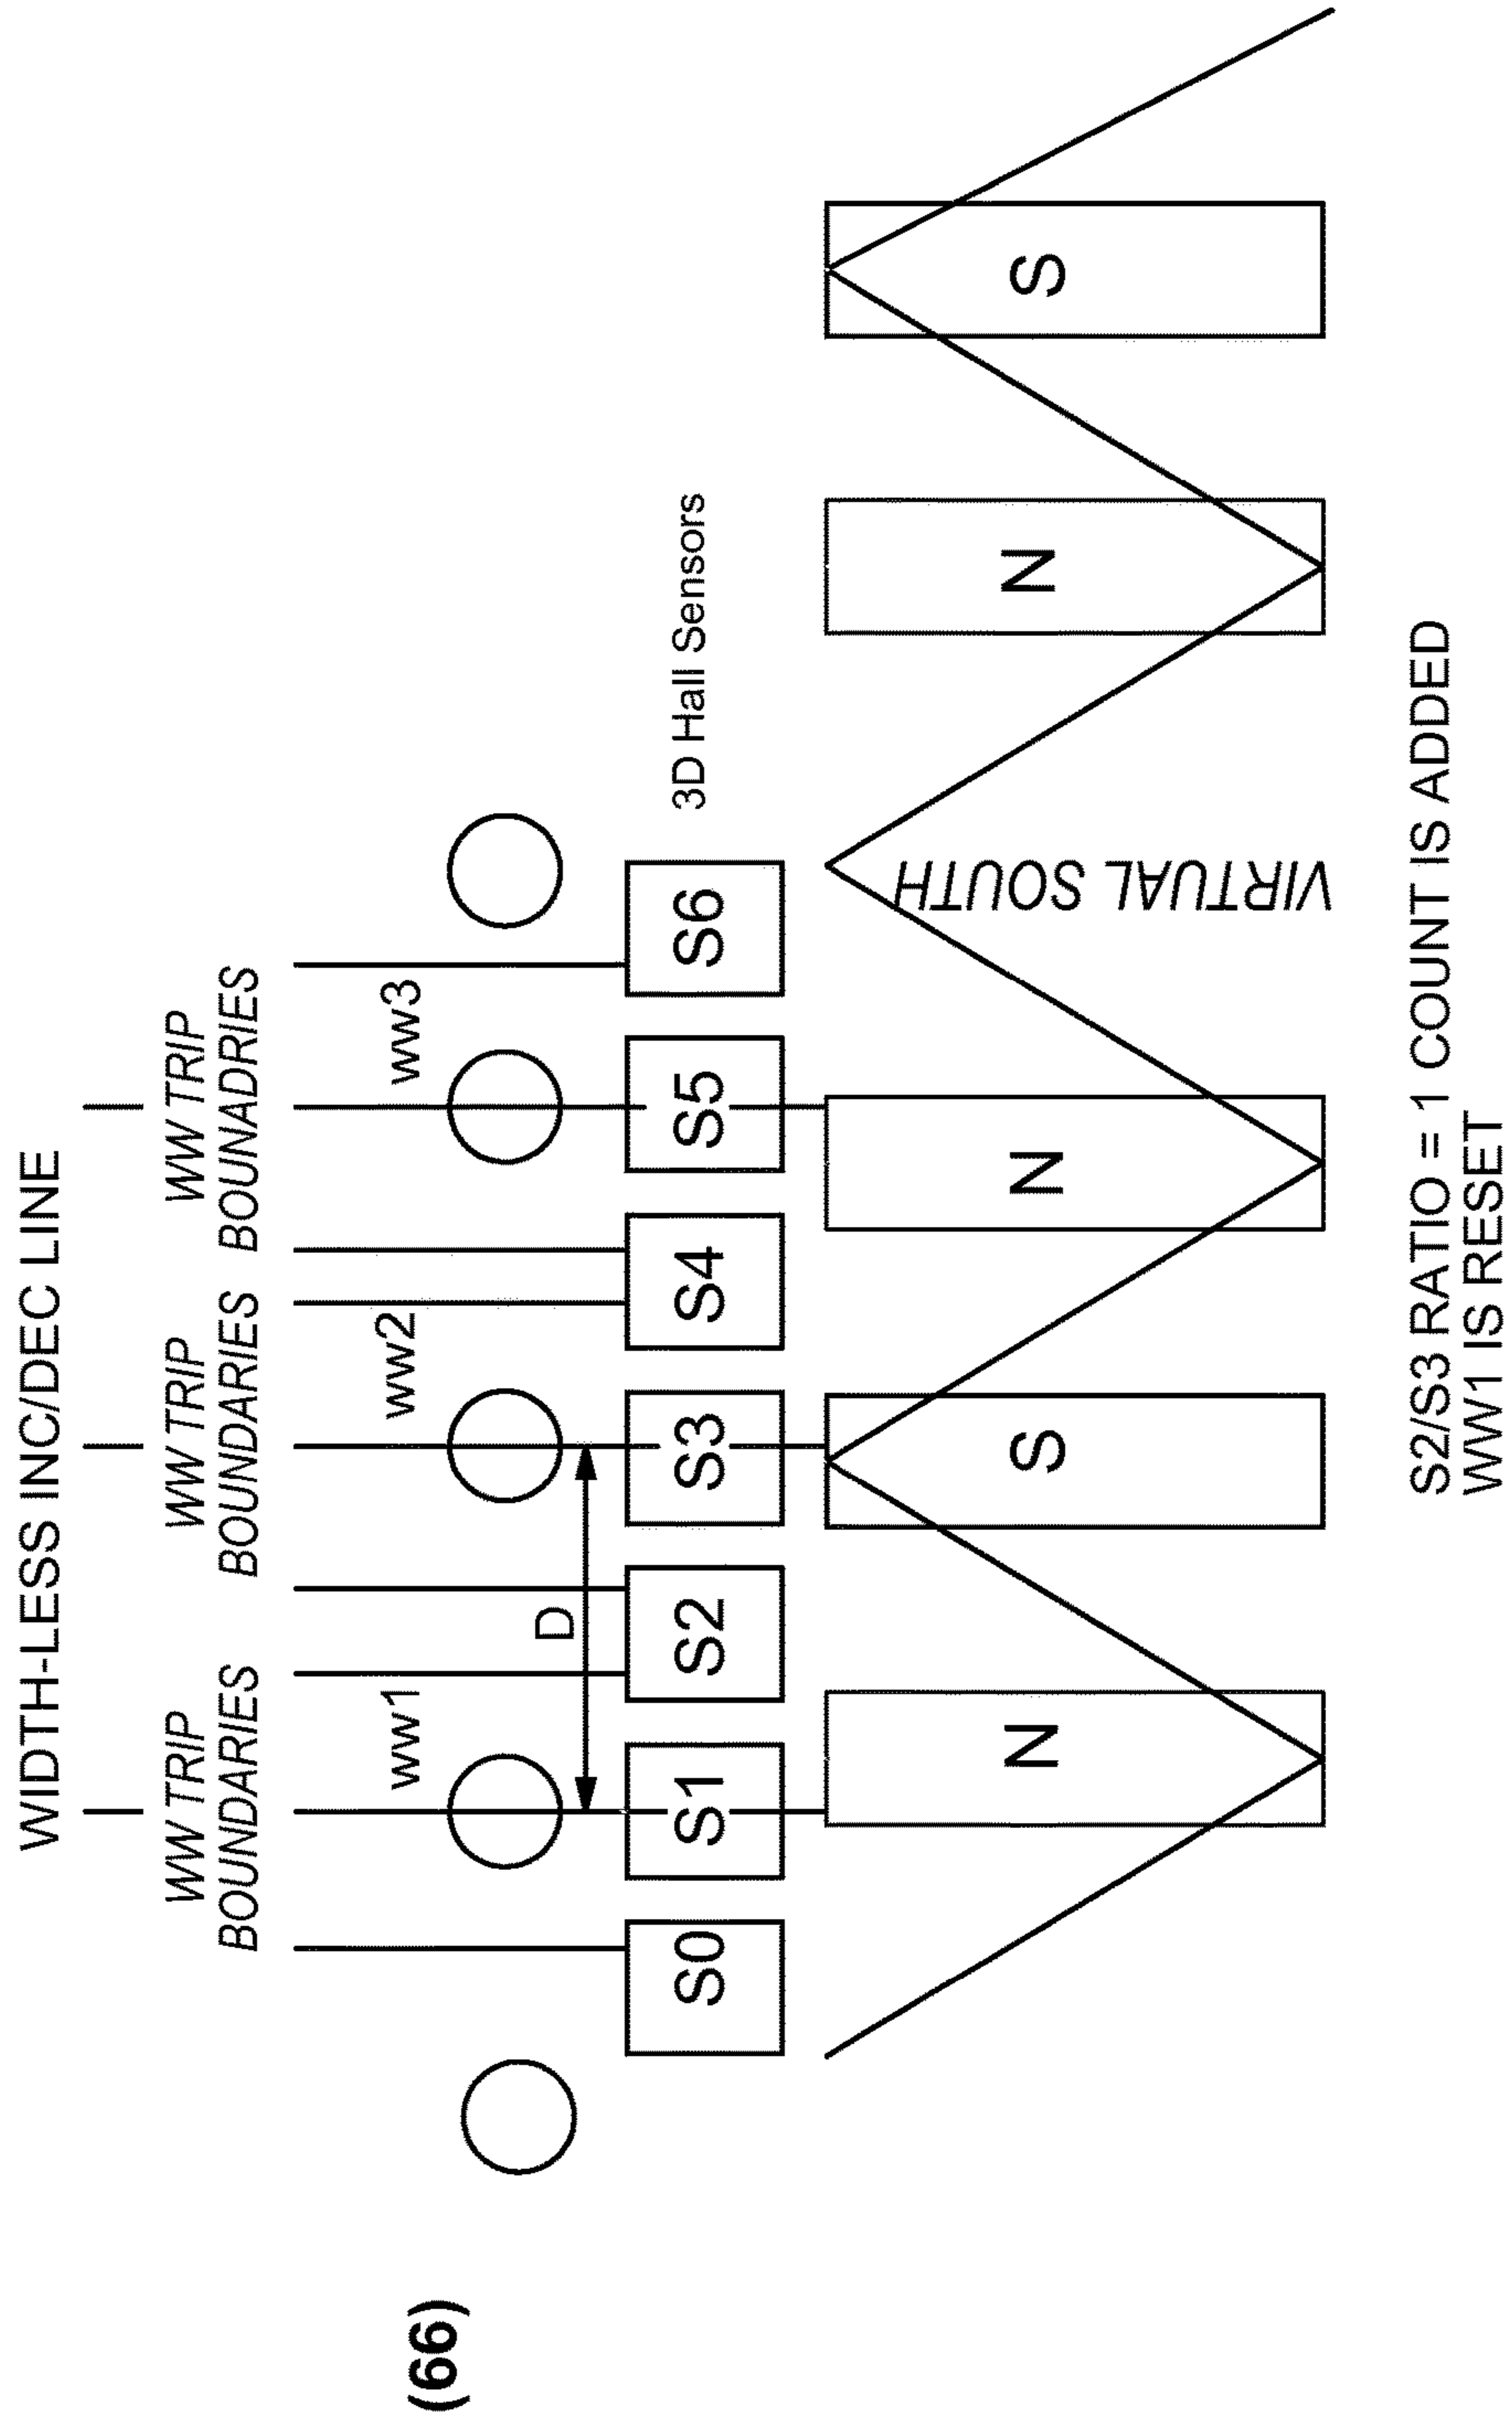 (66)
WIDTH-LESS INC/DEC LINE
WW TRIP
BOUNDARIES
WW TRIP
BOUNDARIES
WW TRIP
BOUNADRIES
ww1
ww2
ww3
D
S0
S1
S2
S3
S4
S5
S6
3D Hall Sensors
N
S
N
VIRTUAL SOUTH
N
S
S2/S3 RATIO = 1 COUNT IS ADDED
WW1 IS RESET